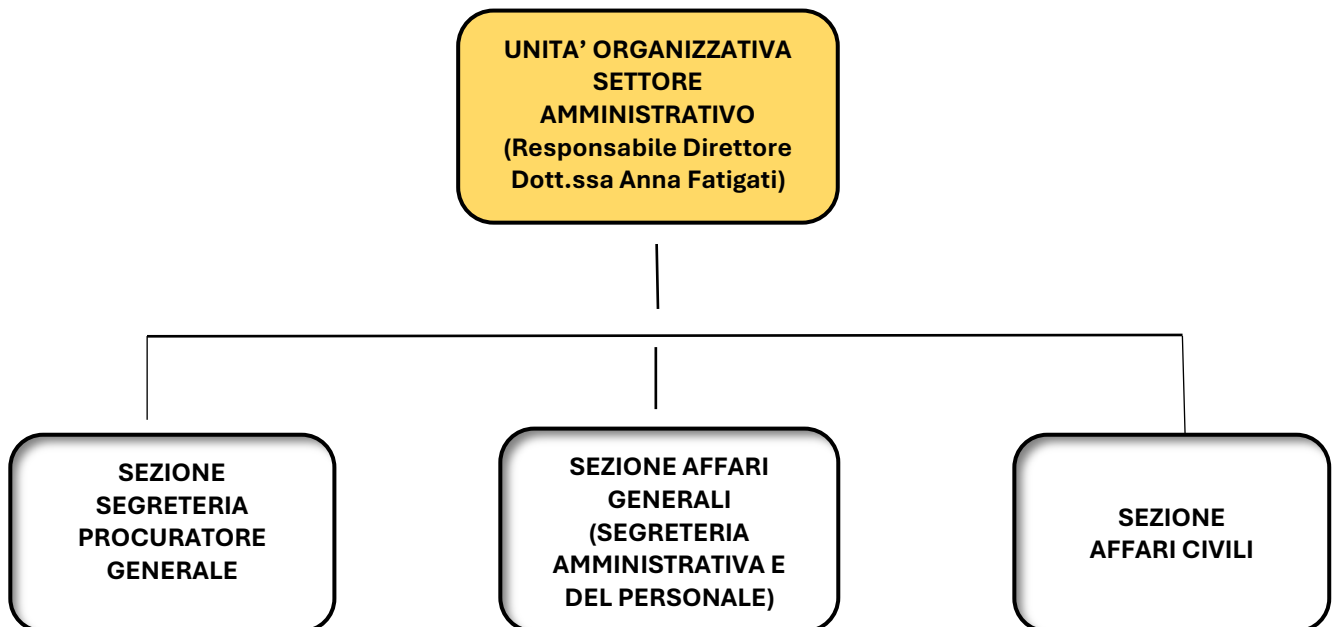 UNITA’ ORGANIZZATIVA
SETTORE
AMMINISTRATIVO
(Responsabile Direttore
Dott.ssa Anna Fatigati)
SEZIONE
SEGRETERIA
PROCURATORE
GENERALE
SEZIONE AFFARI
GENERALI
(SEGRETERIA
AMMINISTRATIVA E
DEL PERSONALE)
SEZIONE
AFFARI CIVILI